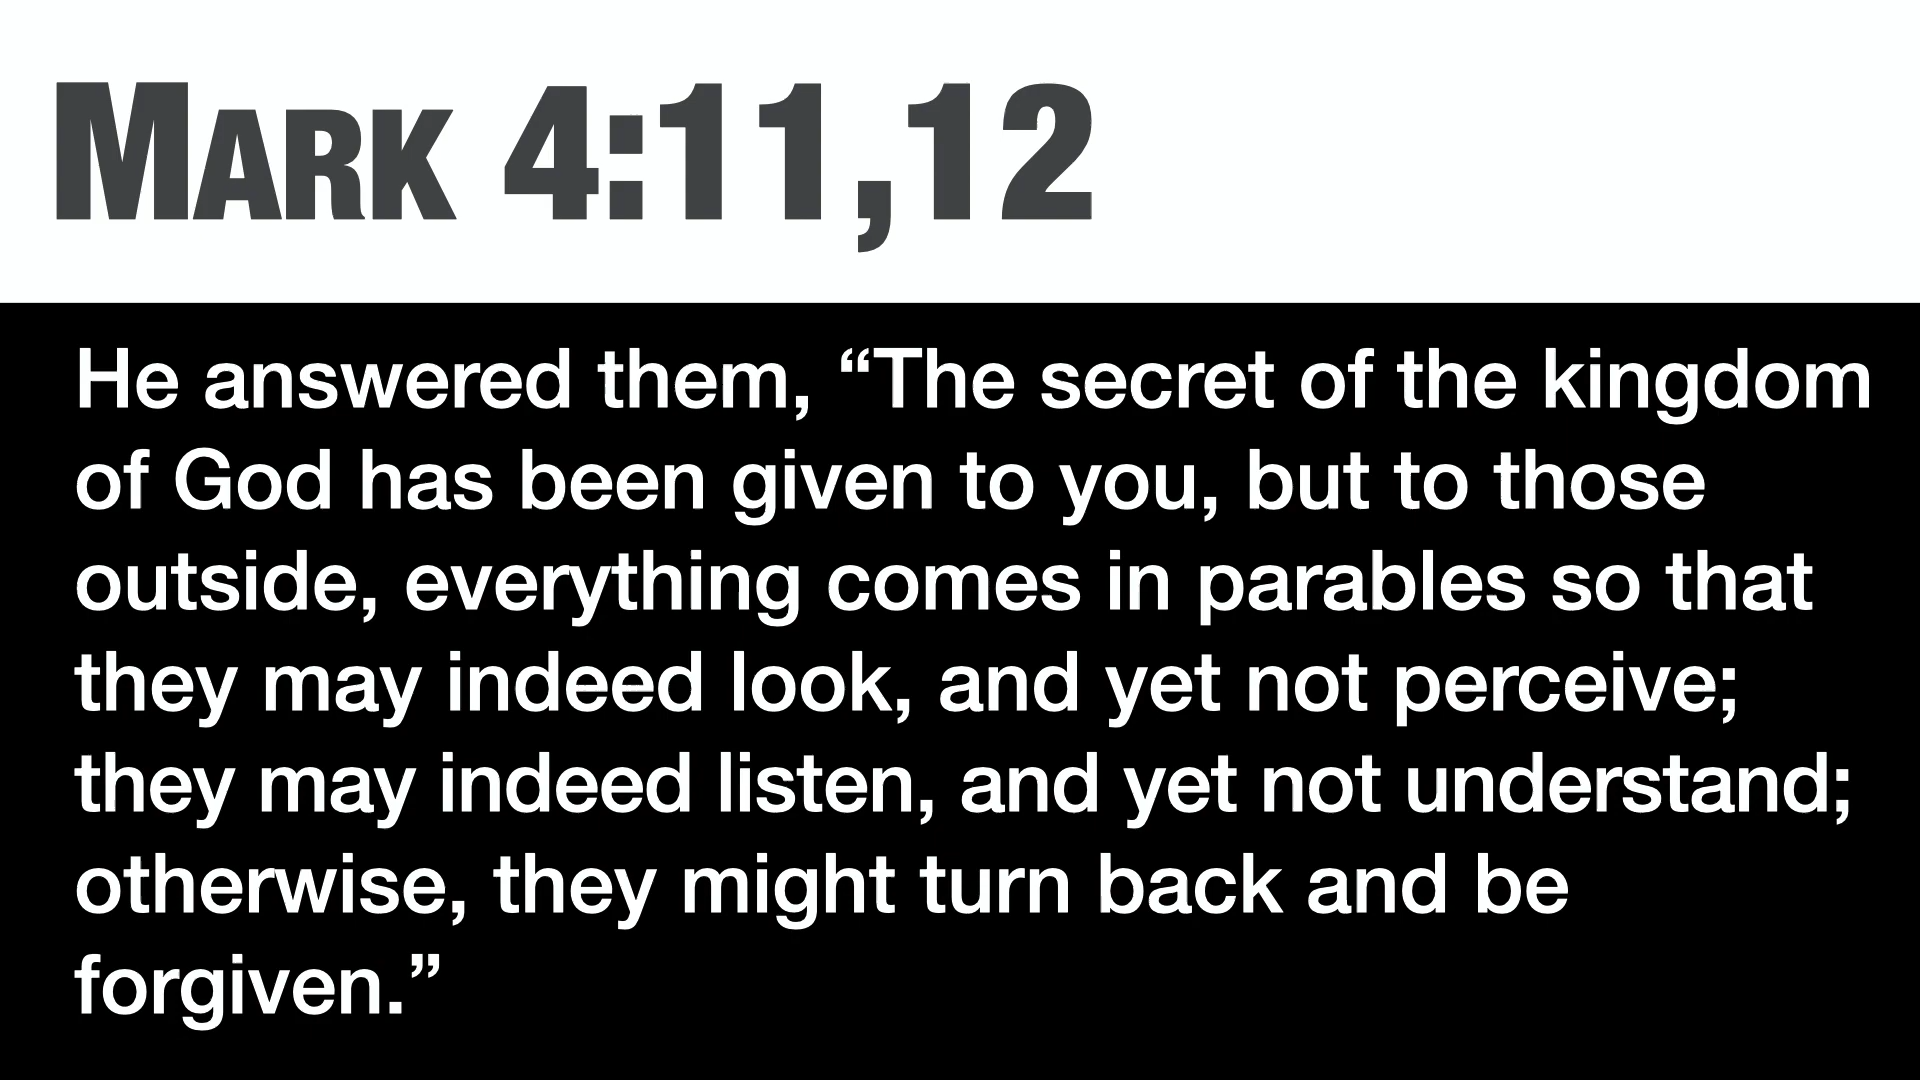 Mark 4:11,12
He answered them, “The secret of the kingdom
of God has been given to you, but to those
outside, everything comes in parables so that
they may indeed look, and yet not perceive;
they may indeed listen, and yet not understand;
otherwise, they might turn back and be
forgiven.”